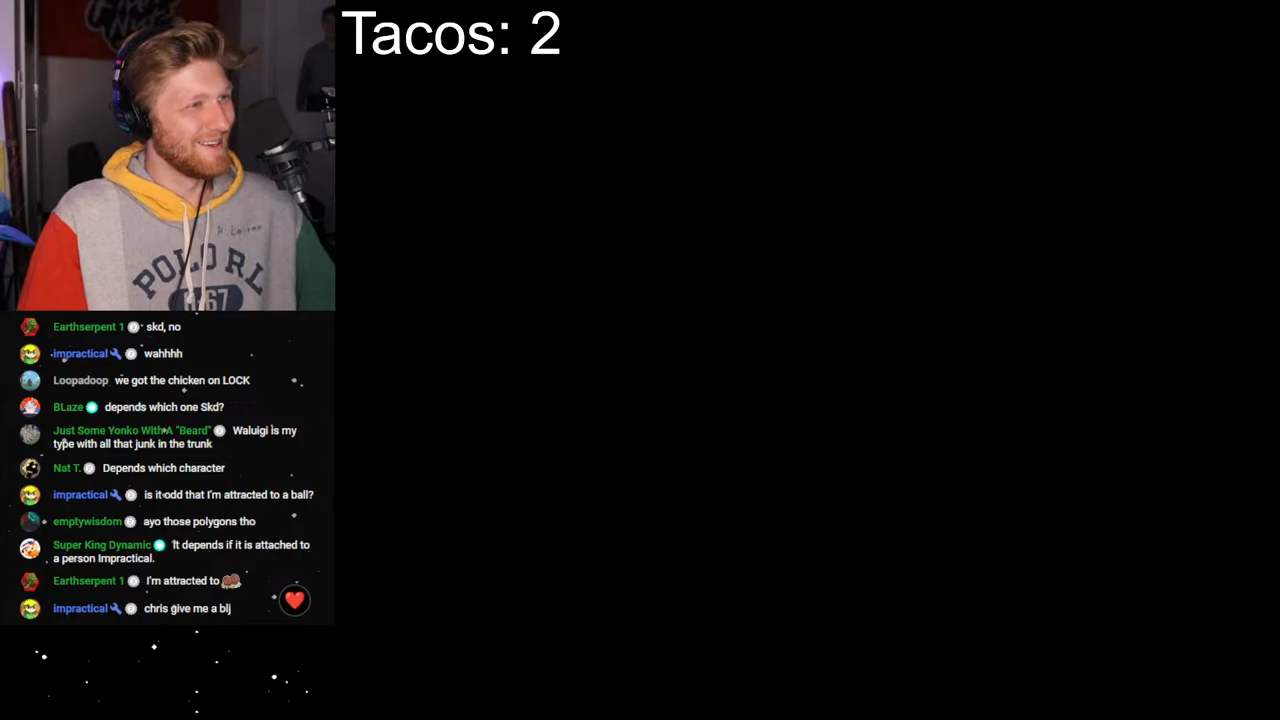 Tacos: 2
POLO RL
Earthserpent 1 skd, no
impractical wahhhh
Loopadoop we got the chicken on LOCK
BLaze depends which one Skd?
Just Some Yonko With A "Beard" Waluigi is my
type with all that junk in the trunk
Nat T. Depends which character
impractical is it odd that I'm attracted to a ball?
emptywisdom ayo those polygons tho
Super King Dynamic It depends if it is attached to
a person Impractical.
Earthserpent 1 I'm attracted to
impractical chris give me a blj